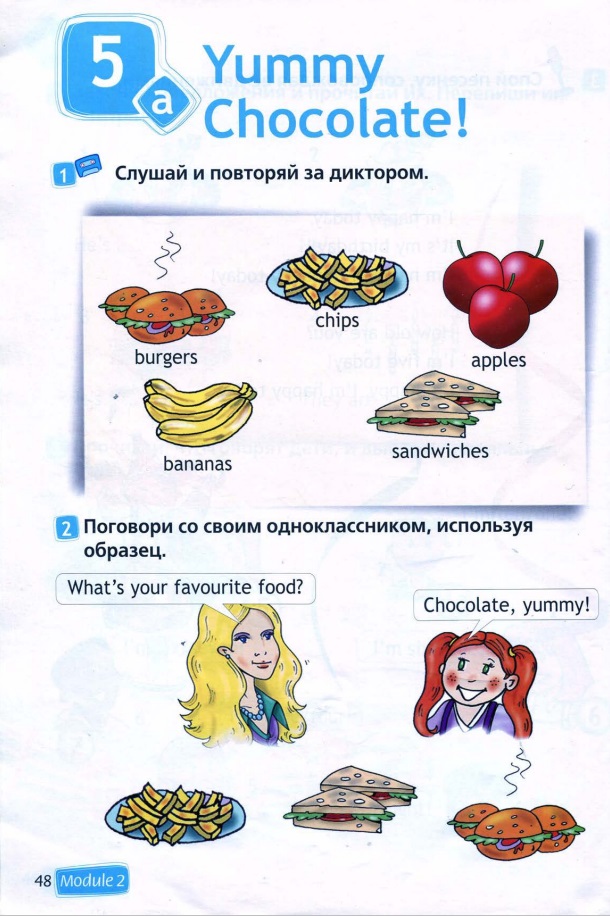 5
a
Yummy
Chocolate!
1 Слушай и повторяй за диктором.
burgers
chips
apples
bananas
sandwiches
2 Поговори со своим одноклассником, используя
образец.
What's your favourite food?
Chocolate, yummy!
48 Module 2